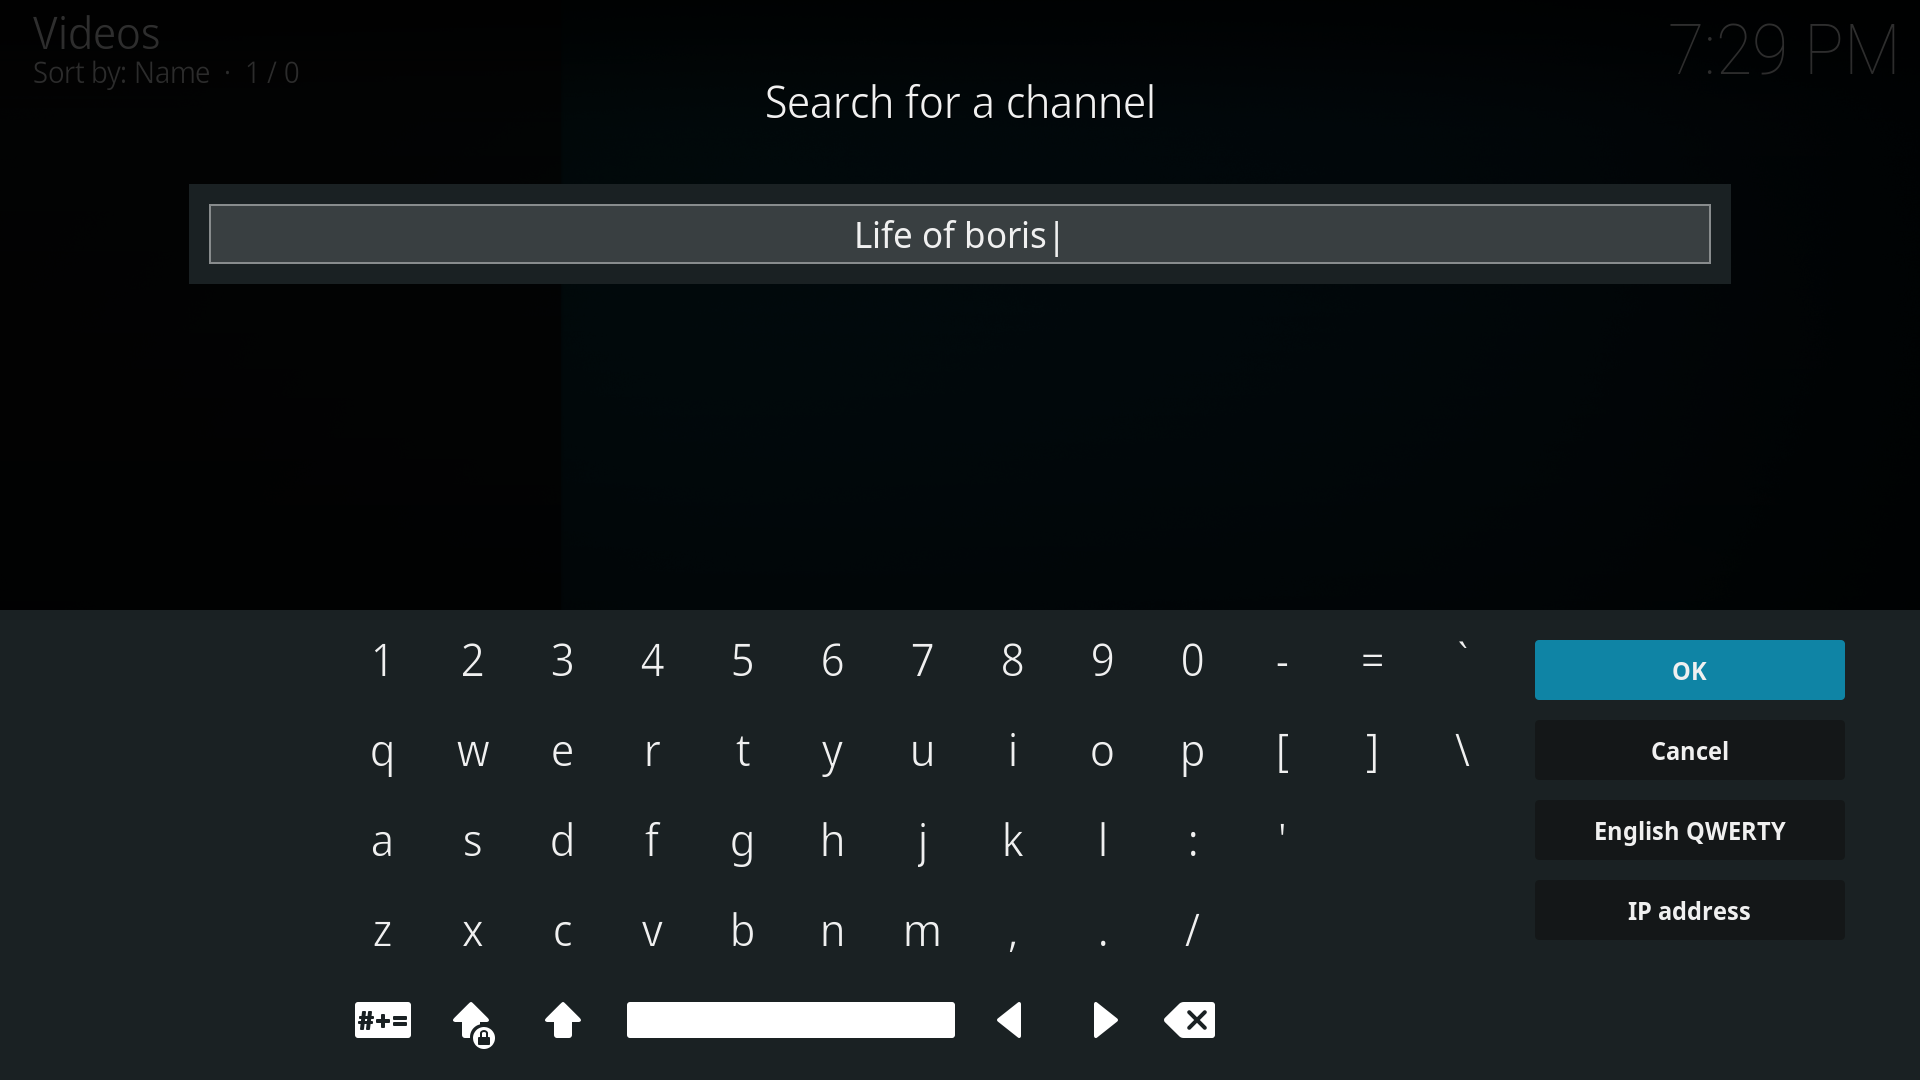 Videos
Sort by: Name · 1 / 0
7:29 PM
Search for a channel
Life of boris|
1 2 3 4 5 6 7 8 9 0 - = `
OK
q w e r t y u i o p [ ] \
Cancel
a s d f g h j k l : '
English QWERTY
z x c v b n m , . /
IP address
#+=